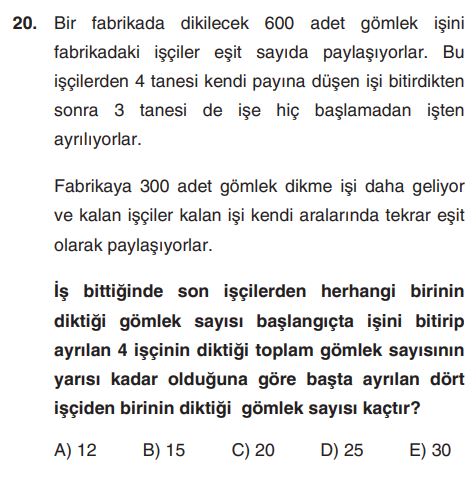 20. Bir fabrikada dikilecek 600 adet gömlek işini
fabrikadaki işçiler eşit sayıda paylaşıyorlar. Bu
işçilerden 4 tanesi kendi payına düşen işi bitirdikten
sonra 3 tanesi de işe hiç başlamadan işten
ayrılıyorlar.
Fabrikaya 300 adet gömlek dikme işi daha geliyor
ve kalan işçiler kalan işi kendi aralarında tekrar eşit
olarak paylaşıyorlar.
İş bittiğinde son işçilerden herhangi birinin
diktiği gömlek sayısı başlangıçta işini bitirip
ayrılan 4 işçinin diktiği toplam gömlek sayısının
yarısı kadar olduğuna göre başta ayrılan dört
işçiden birinin diktiği gömlek sayısı kaçtır?
A) 12 B) 15 C) 20 D) 25 E) 30